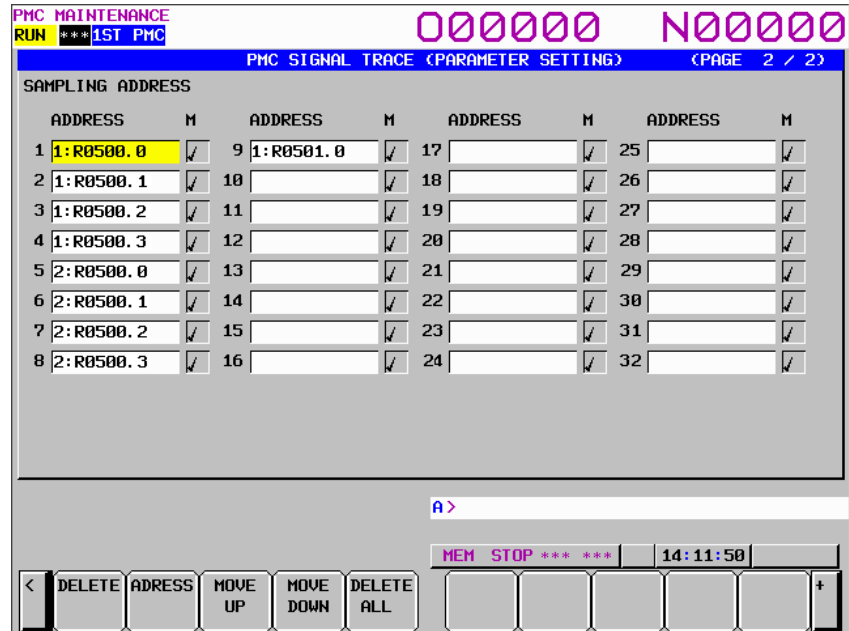 PMC MAINTENANCE O00000 N00000
RUN ***1ST PMC
PMC SIGNAL TRACE (PARAMETER SETTING) (PAGE 2 / 2)
SAMPLING ADDRESS
ADDRESS M ADDRESS M ADDRESS M ADDRESS M
1 1:R0500.0 ✓ 9 1:R0501.0 ✓ 17 ✓ 25 ✓
2 1:R0500.1 ✓ 10 ✓ 18 ✓ 26 ✓
3 1:R0500.2 ✓ 11 ✓ 19 ✓ 27 ✓
4 1:R0500.3 ✓ 12 ✓ 20 ✓ 28 ✓
5 2:R0500.0 ✓ 13 ✓ 21 ✓ 29 ✓
6 2:R0500.1 ✓ 14 ✓ 22 ✓ 30 ✓
7 2:R0500.2 ✓ 15 ✓ 23 ✓ 31 ✓
8 2:R0500.3 ✓ 16 ✓ 24 ✓ 32 ✓
A>
MEM STOP *** *** 14:11:50
< DELETE ADRESS MOVE UP MOVE DOWN DELETE ALL +